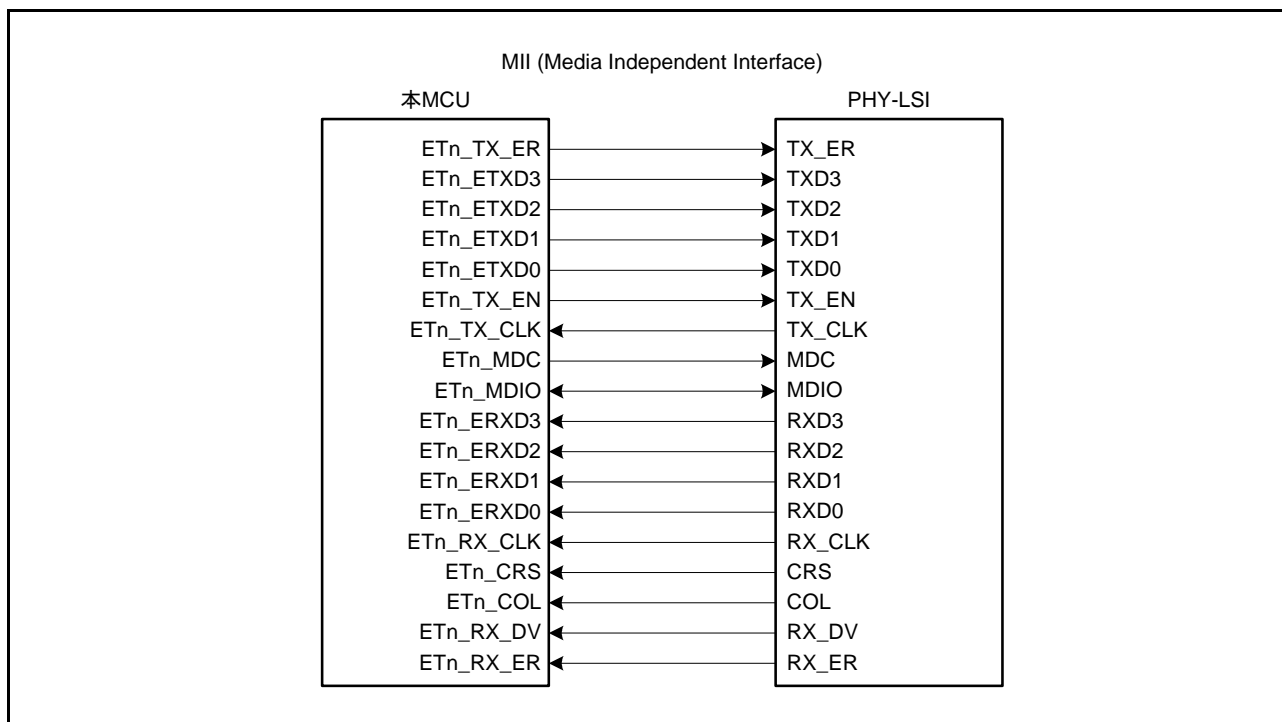 MII (Media Independent Interface)
本MCU PHY-LSI
ETn_TX_ER TX_ER
ETn_ETXD3 TXD3
ETn_ETXD2 TXD2
ETn_ETXD1 TXD1
ETn_ETXD0 TXD0
ETn_TX_EN TX_EN
ETn_TX_CLK TX_CLK
ETn_MDC MDC
ETn_MDIO MDIO
ETn_ERXD3 RXD3
ETn_ERXD2 RXD2
ETn_ERXD1 RXD1
ETn_ERXD0 RXD0
ETn_RX_CLK RX_CLK
ETn_CRS CRS
ETn_COL COL
ETn_RX_DV RX_DV
ETn_RX_ER RX_ER